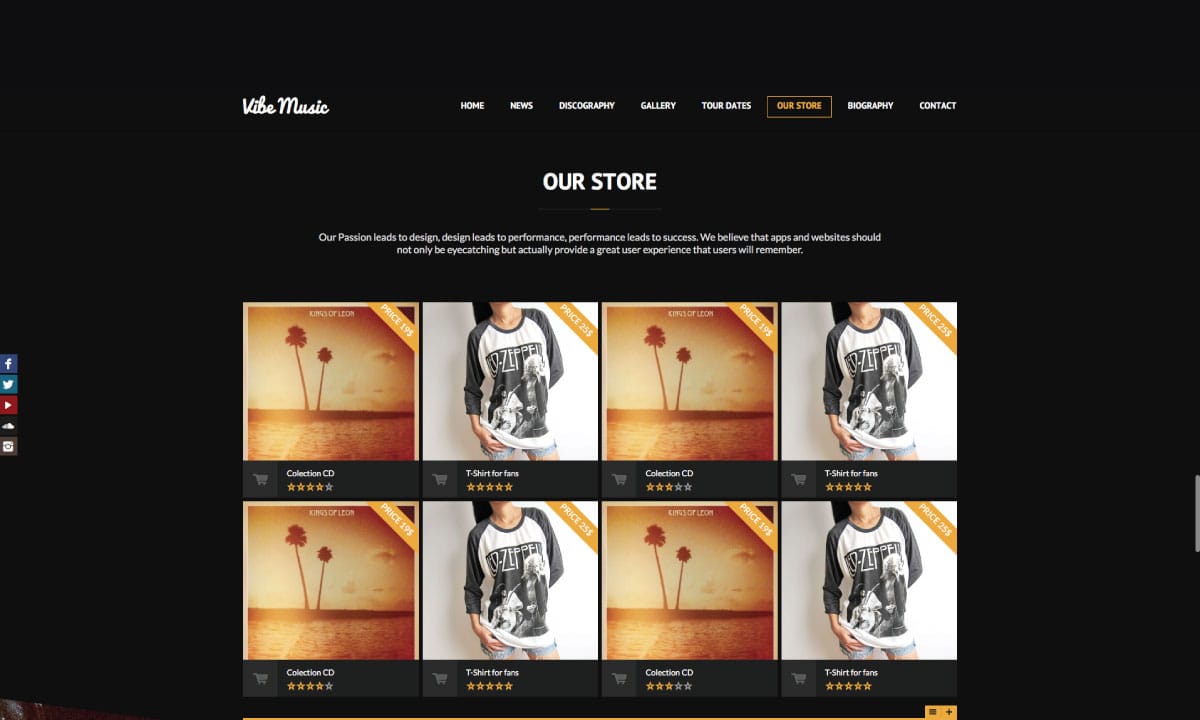 Vibe Music
HOME NEWS DISCOGRAPHY GALLERY TOUR DATES OUR STORE BIOGRAPHY CONTACT
OUR STORE
Our Passion leads to design, design leads to performance, performance leads to success. We believe that apps and websites should
not only be eyecatching but actually provide a great user experience that users will remember.
KINGS OF LEON
PRICE 19$
LED-ZEPPELIN
PRICE 25$
KINGS OF LEON
PRICE 19$
LED-ZEPPELIN
PRICE 25$
Colection CD
T-Shirt for fans
Colection CD
T-Shirt for fans
KINGS OF LEON
PRICE 19$
LED-ZEPPELIN
PRICE 25$
KINGS OF LEON
PRICE 19$
LED-ZEPPELIN
PRICE 25$
Colection CD
T-Shirt for fans
Colection CD
T-Shirt for fans